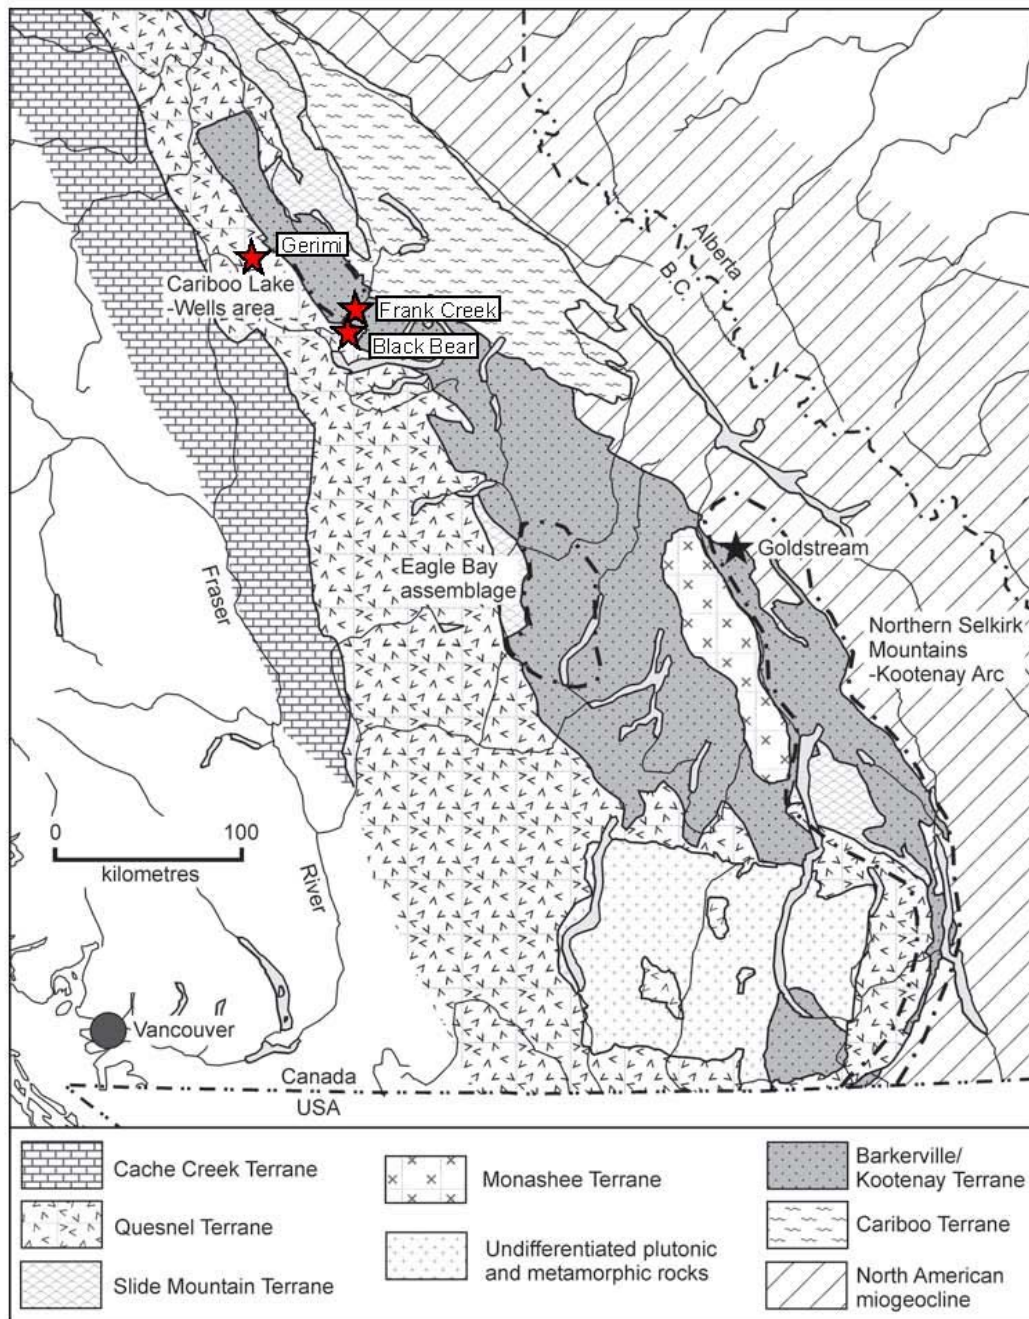 Alberta
B.C.
Gerimi
Cariboo Lake
-Wells area
Frank Creek
Black Bear
Goldstream
Eagle Bay
assemblage
Fraser
Northern Selkirk
Mountains
-Kootenay Arc
0 100
kilometres
River
Vancouver
Canada
USA
Cache Creek Terrane
Quesnel Terrane
Slide Mountain Terrane
Monashee Terrane
Undifferentiated plutonic
and metamorphic rocks
Barkerville/
Kootenay Terrane
Cariboo Terrane
North American
miogeocline